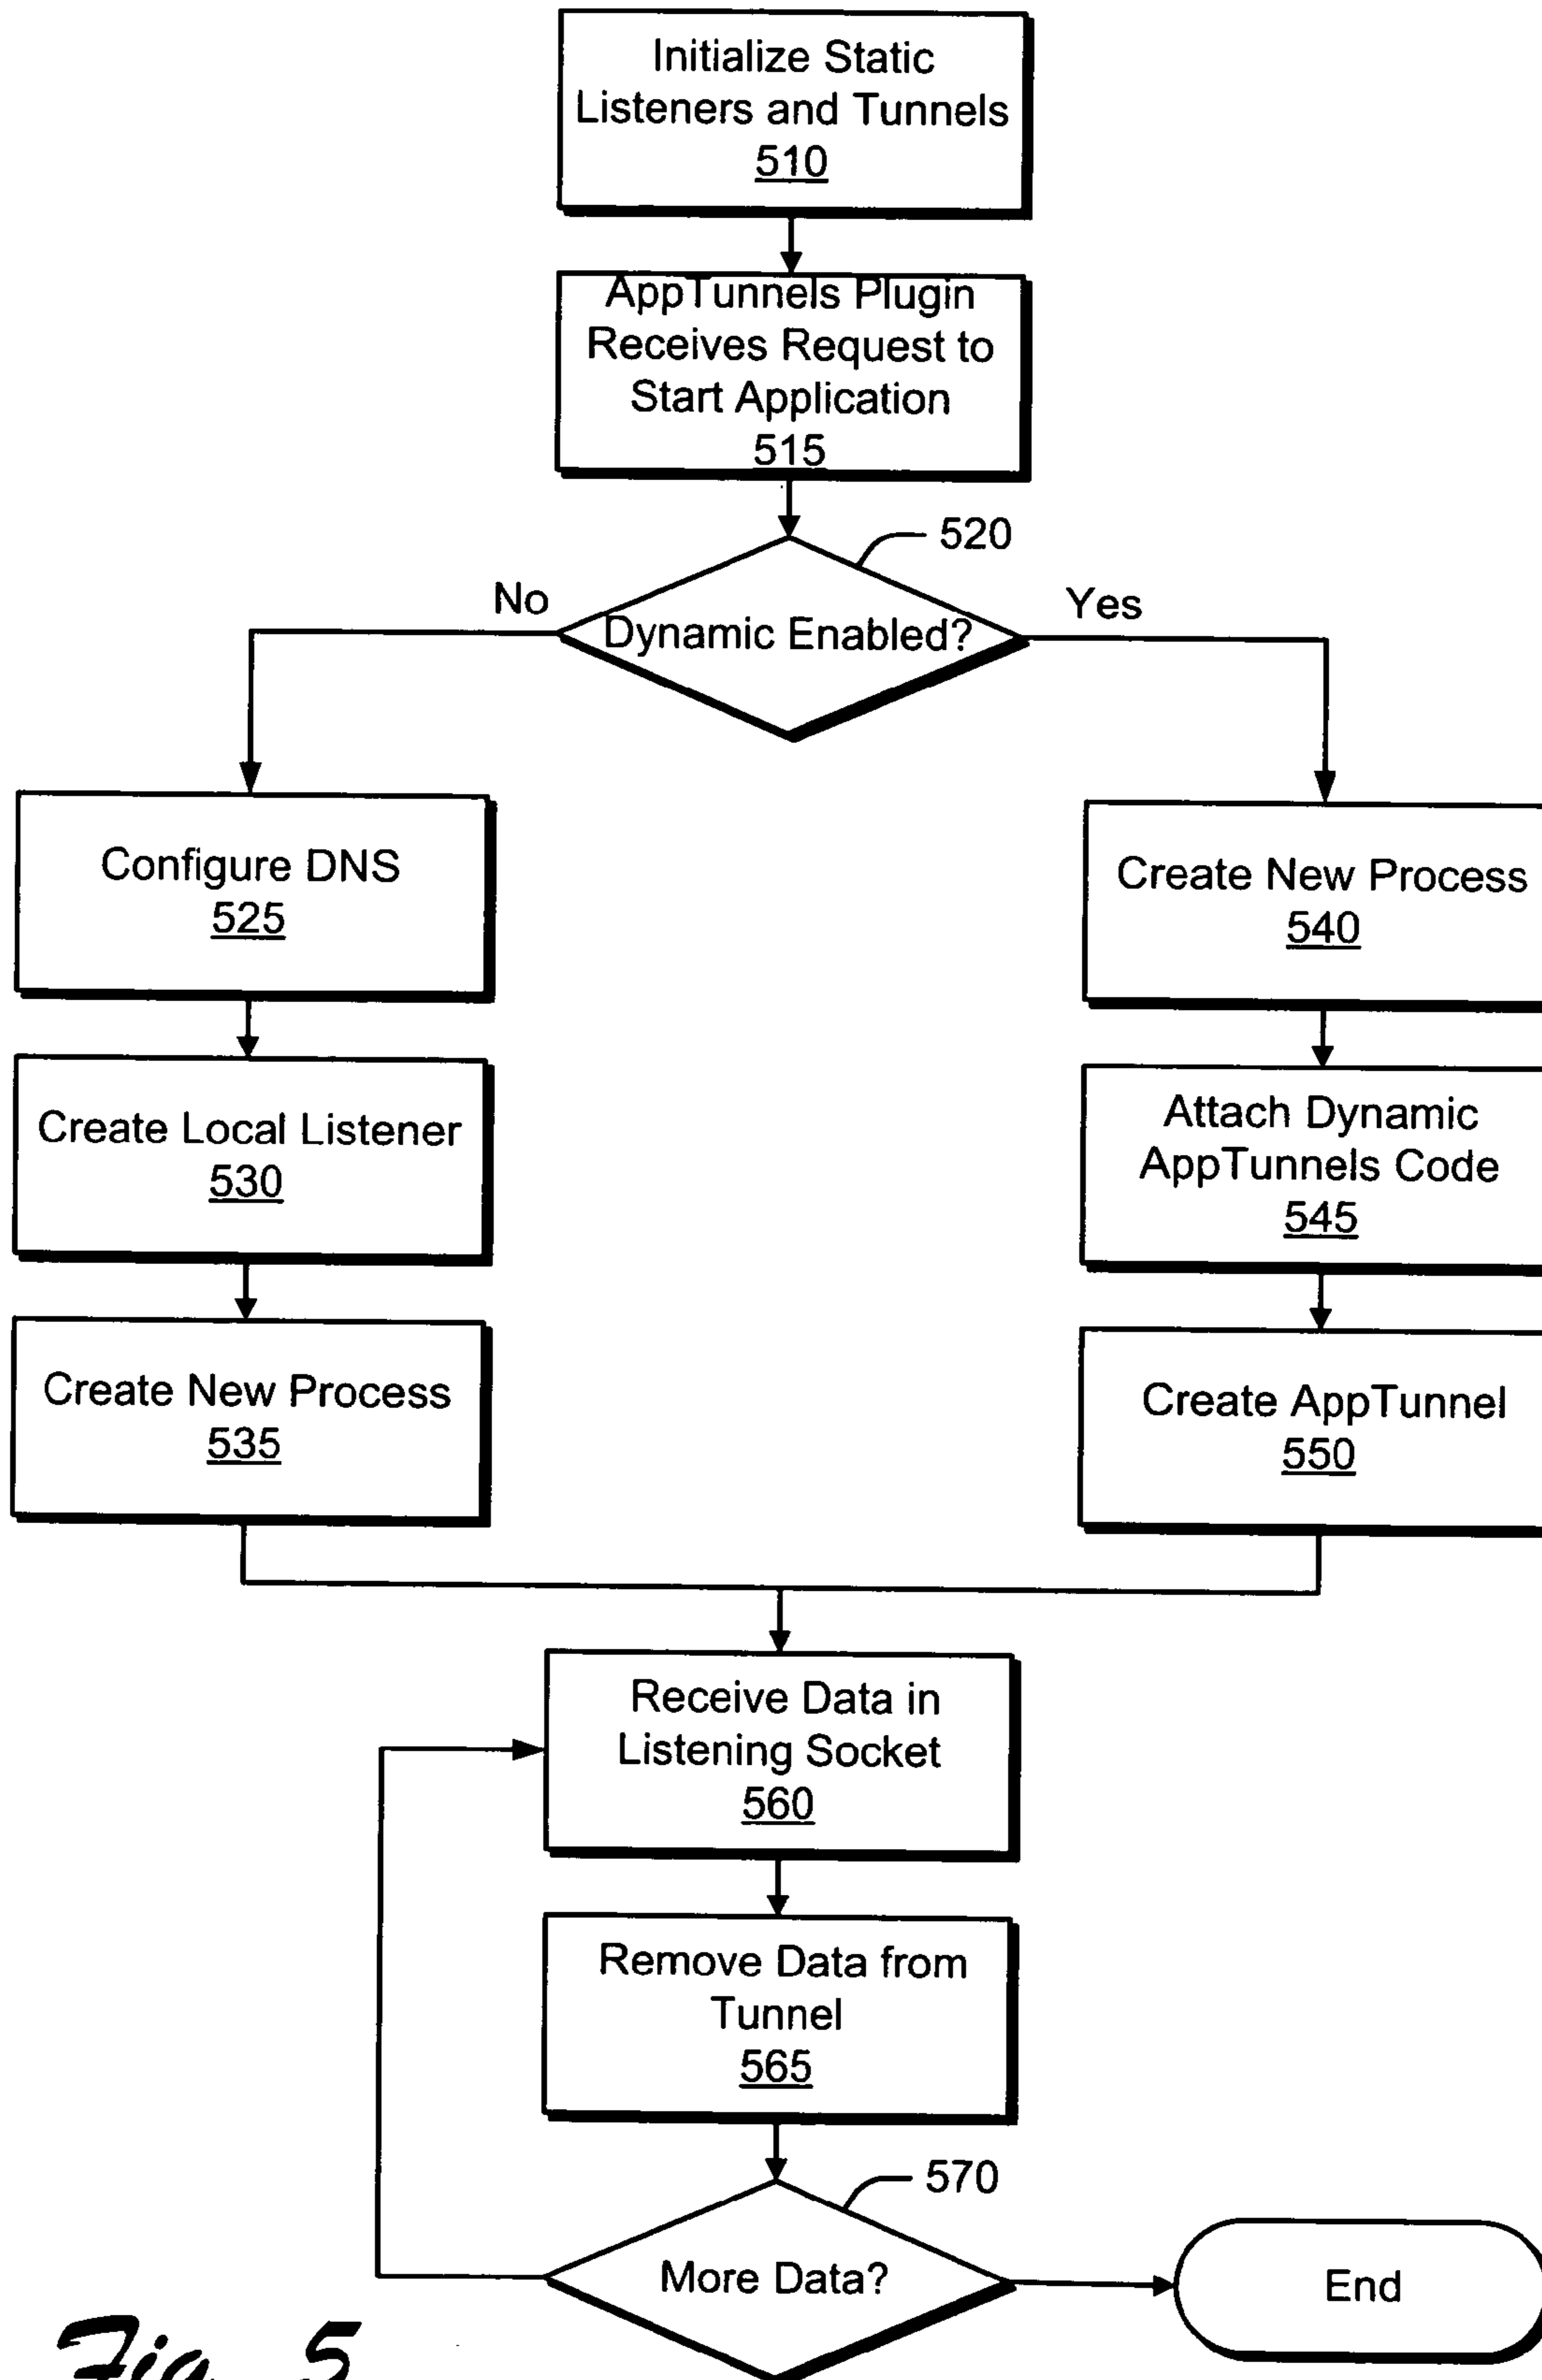 Initialize Static
Listeners and Tunnels
510
AppTunnels Plugin
Receives Request to
Start Application
515
520
No
Yes
Dynamic Enabled?
Configure DNS
525
Create New Process
540
Create Local Listener
530
Attach Dynamic
AppTunnels Code
545
Create New Process
535
Create AppTunnel
550
Receive Data in
Listening Socket
560
Remove Data from
Tunnel
565
570
More Data?
End
Fig. 5